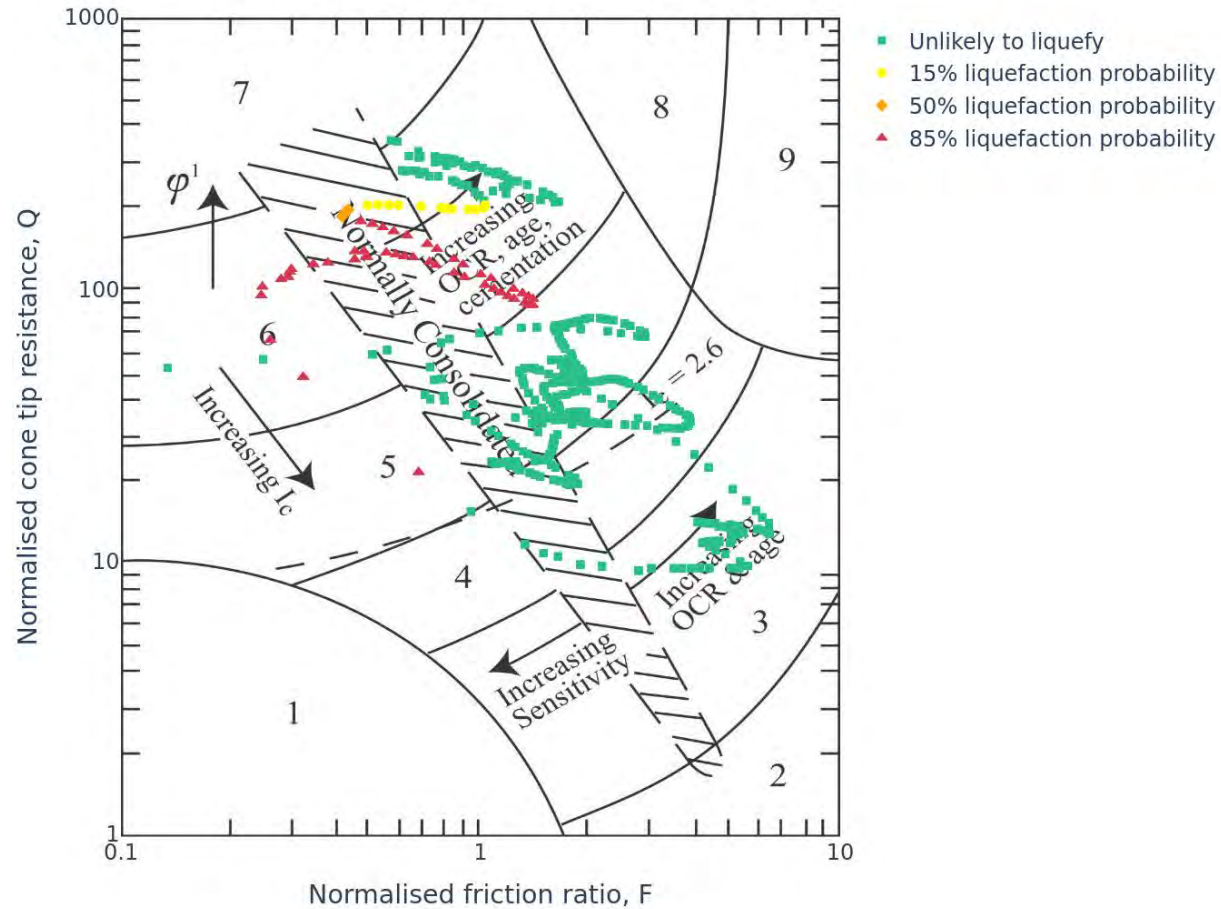 1000
100
10
1
0.1
1
10
Normalised cone tip resistance, Q
Normalised friction ratio, F
Unlikely to liquefy
15% liquefaction probability
50% liquefaction probability
85% liquefaction probability
7
8
9
φ¹
Increasing
OCR, age,
cementation
Normally Consolidated
6
= 2.6
Increasing Ic
5
4
Increasing
OCR & age
3
Increasing
Sensitivity
1
2